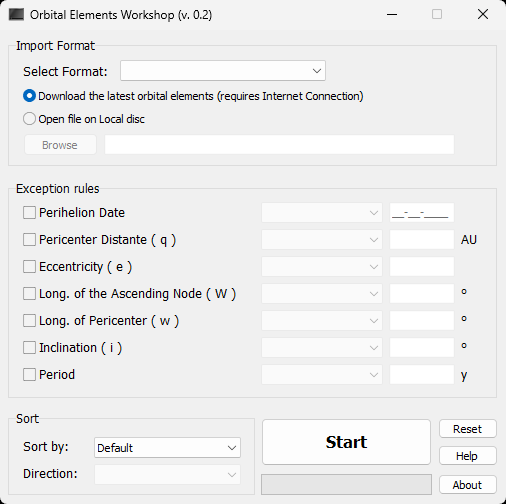 Orbital Elements Workshop (v. 0.2)
Import Format
Select Format:
Download the latest orbital elements (requires Internet Connection)
Open file on Local disc
Browse
Exception rules
Perihelion Date __-__-____
Pericenter Distante ( q ) AU
Eccentricity ( e )
Long. of the Ascending Node ( W ) º
Long. of Pericenter ( w ) º
Inclination ( i ) º
Period y
Sort
Sort by: Default
Direction:
Start
Reset
Help
About